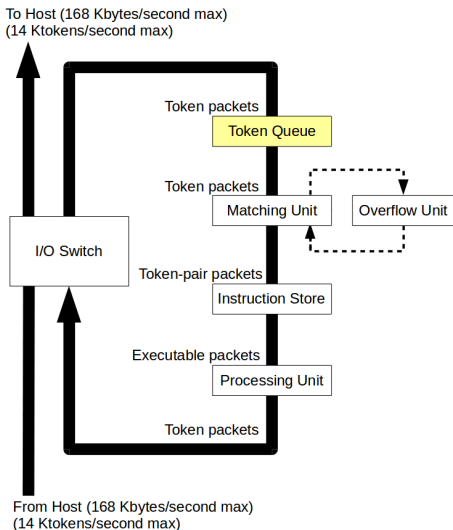 To Host (168 Kbytes/second max)
(14 Ktokens/second max)
Token packets
Token Queue
Token packets
Matching Unit
Overflow Unit
I/O Switch
Token-pair packets
Instruction Store
Executable packets
Processing Unit
Token packets
From Host (168 Kbytes/second max)
(14 Ktokens/second max)